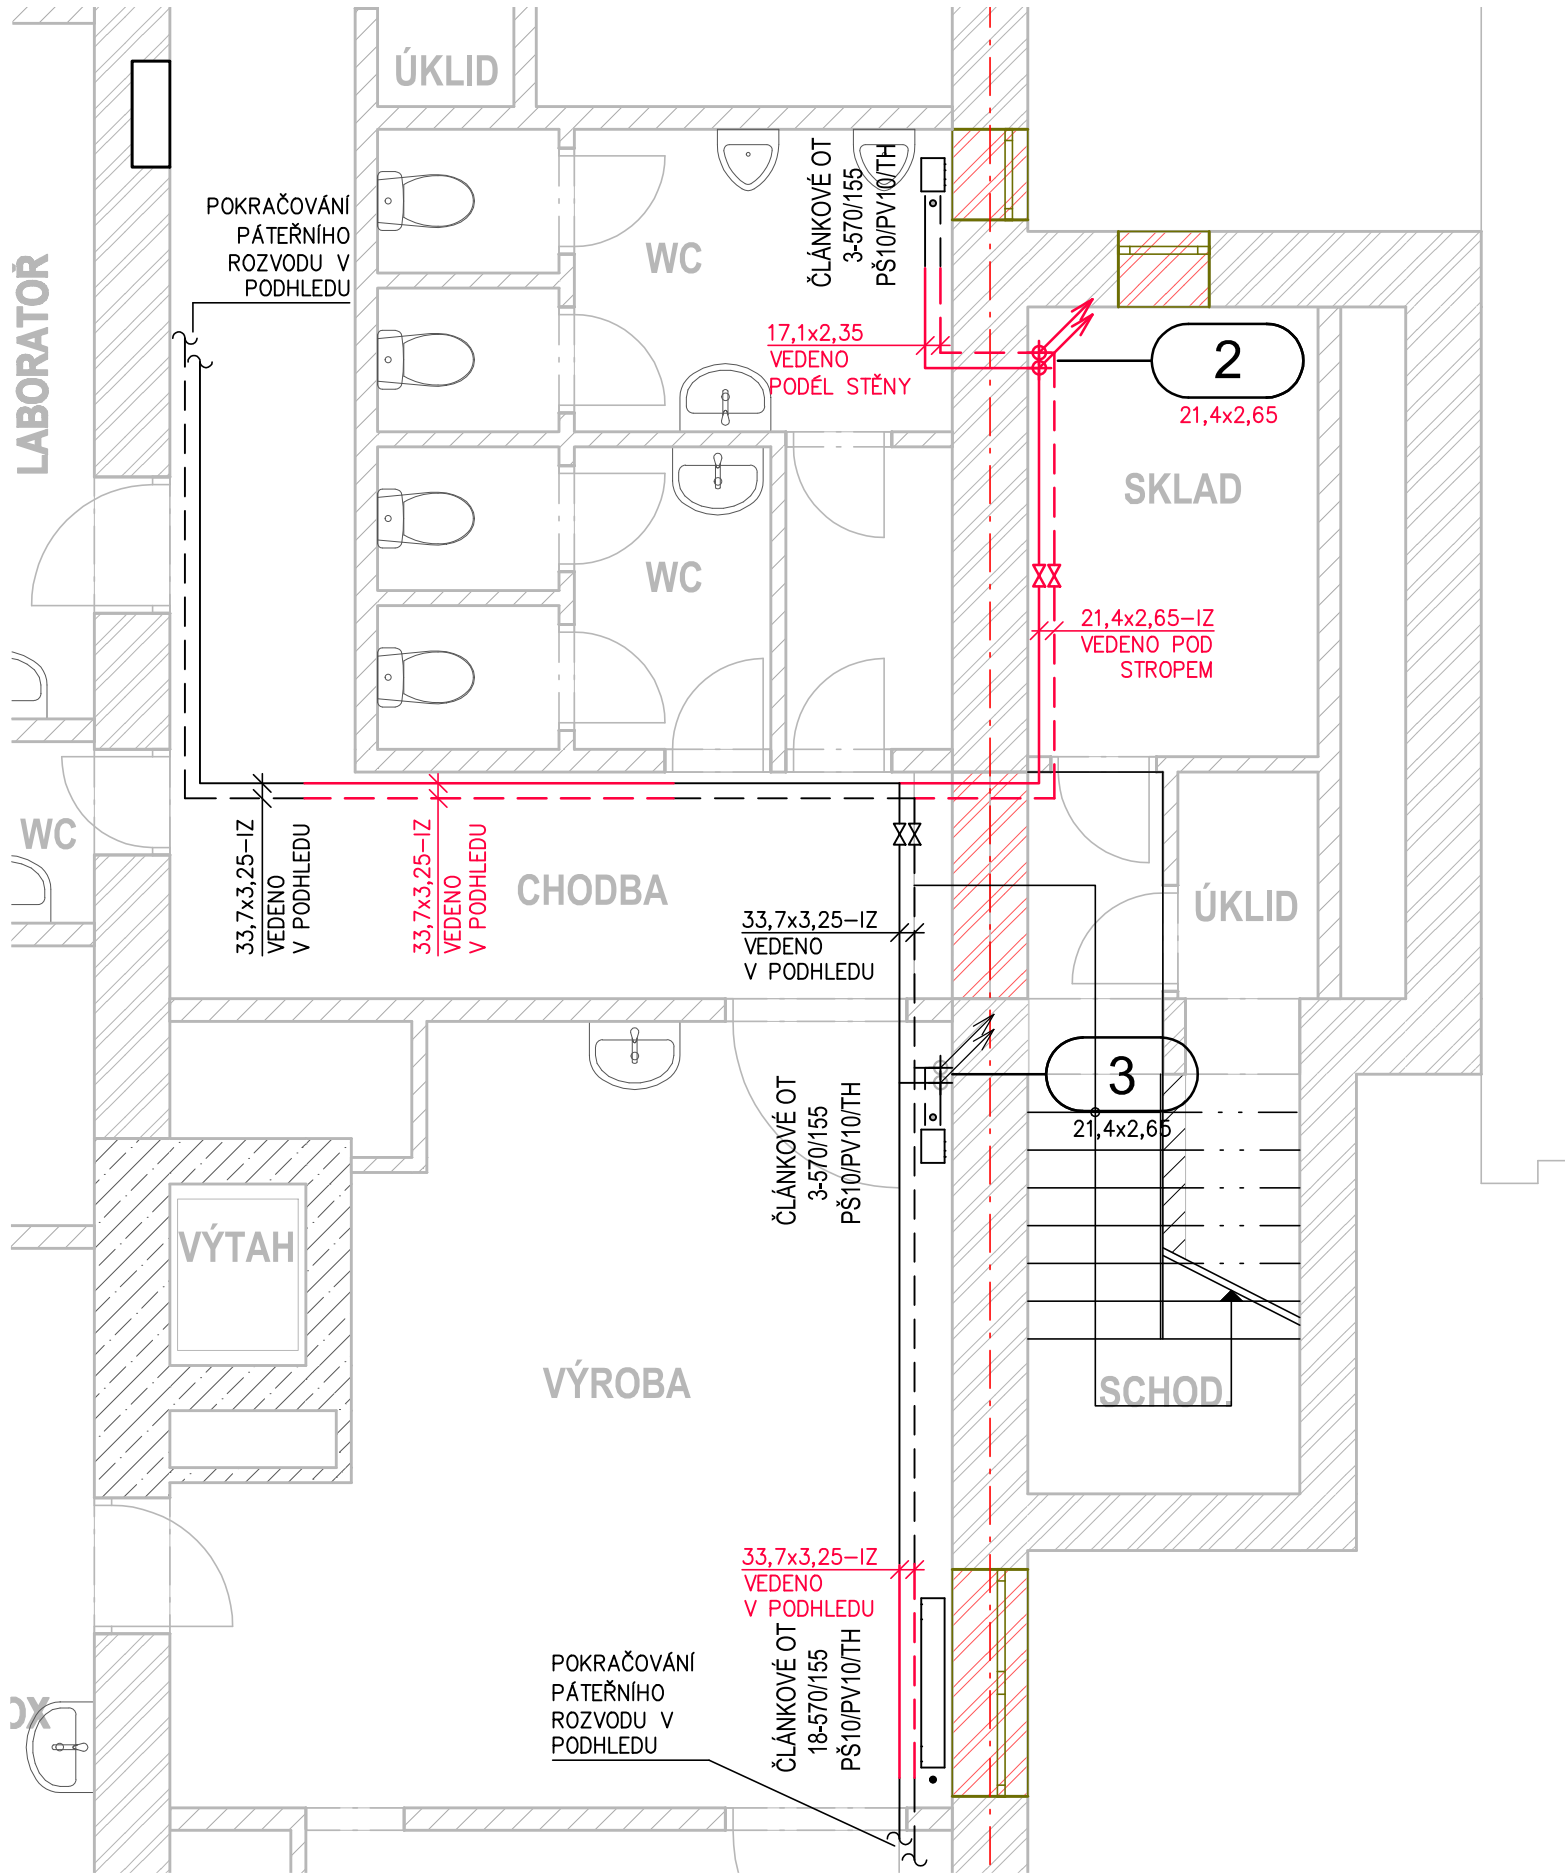 ÚKLID
POKRAČOVÁNÍ
PÁTEŘNÍHO
ROZVODU V
PODHLEDU
LABORATOŘ
WC
ČLÁNKOVÉ OT
3-570/155
PŠ10/PV10/TH
17,1x2,35
VEDENO
PODÉL STĚNY
2
21,4x2,65
SKLAD
WC
21,4x2,65-IZ
VEDENO POD
STROPEM
WC
33,7x3,25-IZ
VEDENO
V PODHLEDU
33,7x3,25-IZ
VEDENO
V PODHLEDU
CHODBA
33,7x3,25-IZ
VEDENO
V PODHLEDU
ÚKLID
ČLÁNKOVÉ OT
3-570/155
PŠ10/PV10/TH
3
21,4x2,65
VÝTAH
VÝROBA
SCHOD.
33,7x3,25-IZ
VEDENO
V PODHLEDU
ČLÁNKOVÉ OT
18-570/155
PŠ10/PV10/TH
POKRAČOVÁNÍ
PÁTEŘNÍHO
ROZVODU V
PODHLEDU